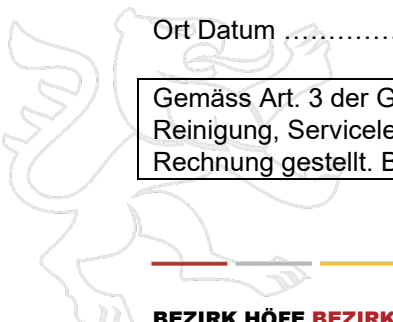 Ort Datum ……………
Gemäss Art. 3 der G
Reinigung, Servicele
Rechnung gestellt. B
BEZIRK HÖFE BEZIRK